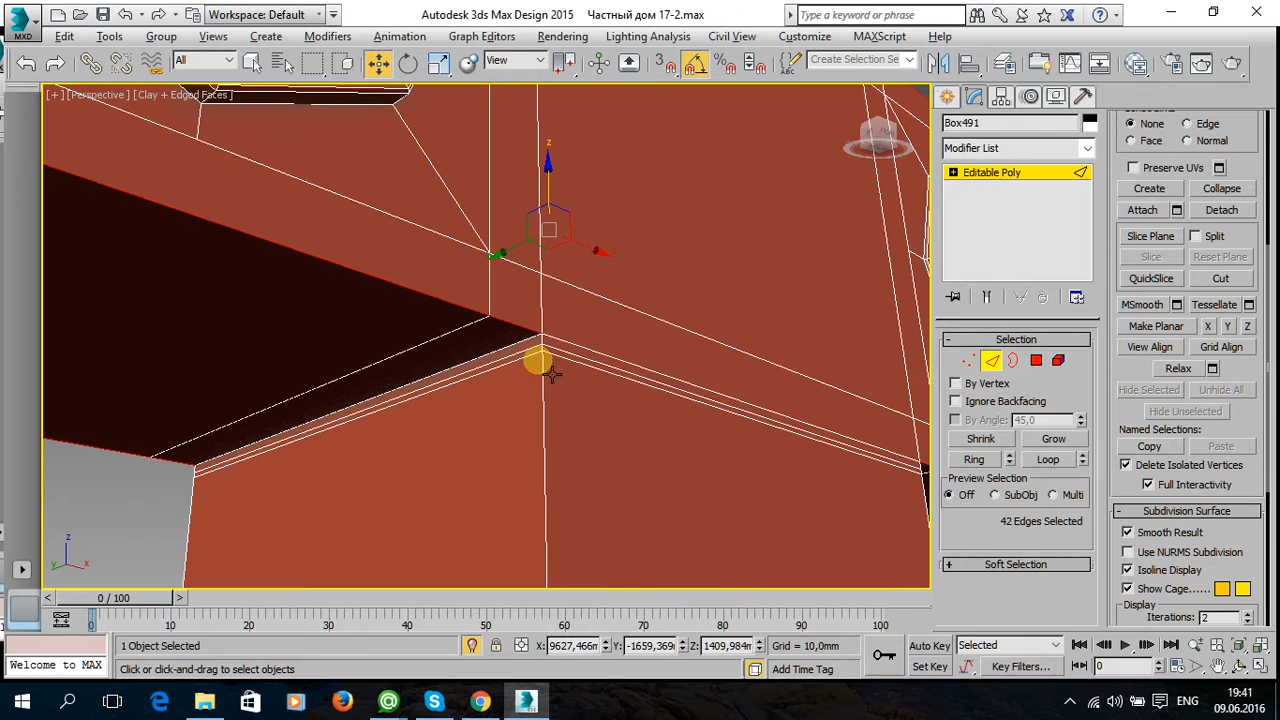 Workspace: Default
Autodesk 3ds Max Design 2015 Частный дом 17-2.max
Type a keyword or phrase
MAX
Edit Tools Group Views Create Modifiers Animation Graph Editors Rendering Lighting Analysis Civil View Customize MAXScript Help
All
View
3
Create Selection Se
[+] [Perspective] [Clay + Edged Faces]
Box491
Modifier List
Editable Poly
None Edge
Face Normal
Preserve UVs
Create Collapse
Attach Detach
Slice Plane Split
Slice Reset Plane
QuickSlice Cut
MSmooth Tessellate
Make Planar X Y Z
View Align Grid Align
Relax
Hide Selected Unhide All
Hide Unselected
Named Selections:
Copy Paste
Delete Isolated Vertices
Full Interactivity
Subdivision Surface
Smooth Result
Use NURMS Subdivision
Isoline Display
Show Cage......
Display
Iterations: 2
Selection
By Vertex
Ignore Backfacing
By Angle: 45,0
Shrink Grow
Ring Loop
Preview Selection
Off SubObj Multi
42 Edges Selected
Soft Selection
z
z
x
y
0 / 100
0 10 20 30 40 50 60 70 80 90 100
1 Object Selected
X: 9627,466m Y: -1659,369 Z: 1409,984m Grid = 10,0mm
Auto Key Selected
Welcome to MAX
Click or click-and-drag to select objects
Add Time Tag
Set Key Key Filters...
0
ENG
19:41
09.06.2016